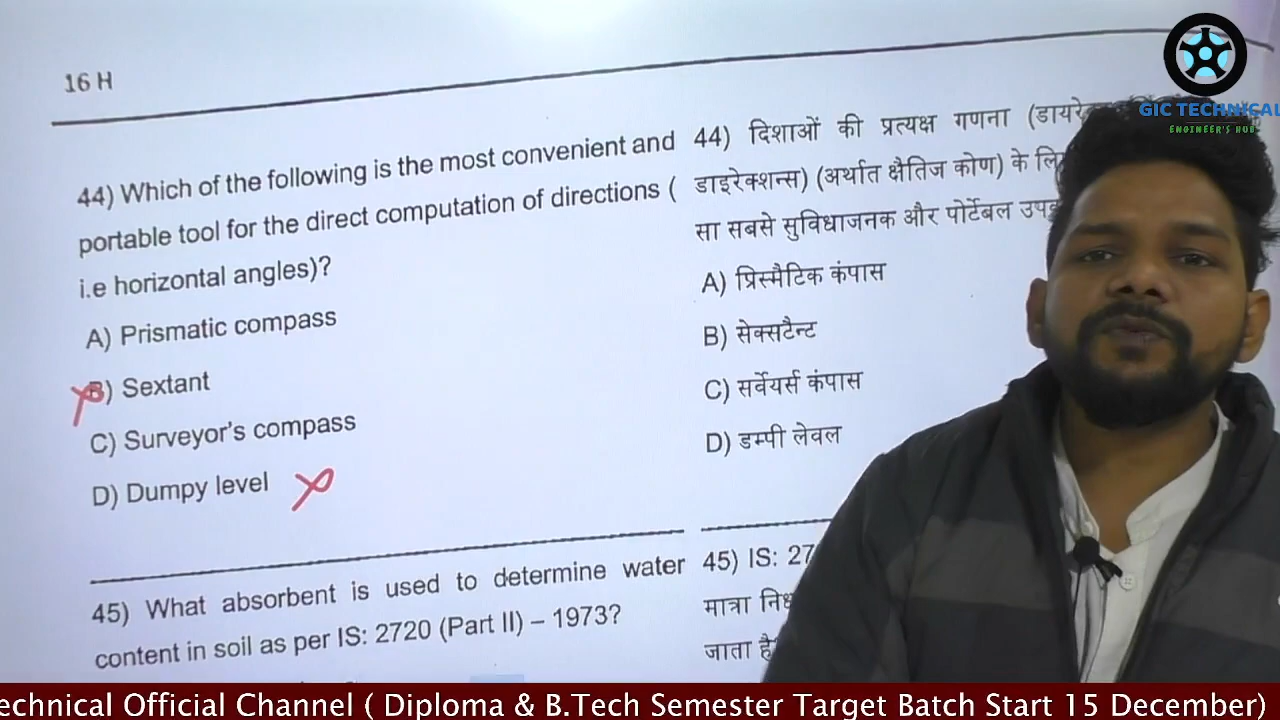 GIC TECHNICAL
ENGINEER'S HUB
16 H
44) Which of the following is the most convenient and
portable tool for the direct computation of directions (
i.e horizontal angles)?
A) Prismatic compass
B) Sextant
C) Surveyor's compass
D) Dumpy level
45) What absorbent is used to determine water
content in soil as per IS: 2720 (Part II) – 1973?
44) दिशाओं की प्रत्यक्ष गणना
डाइरेक्शन्स) (अर्थात क्षैतिज कोण) के
सा सबसे सुविधाजनक और पोर्टेबल
A) प्रिस्मैटिक कंपास
B) सेक्सटैन्ट
C) सर्वेयर्स कंपास
D) डम्पी लेवल
45) IS:
मात्रा
जाता है
echnical Official Channel ( Diploma & B.Tech Semester Target Batch Start 15 December)